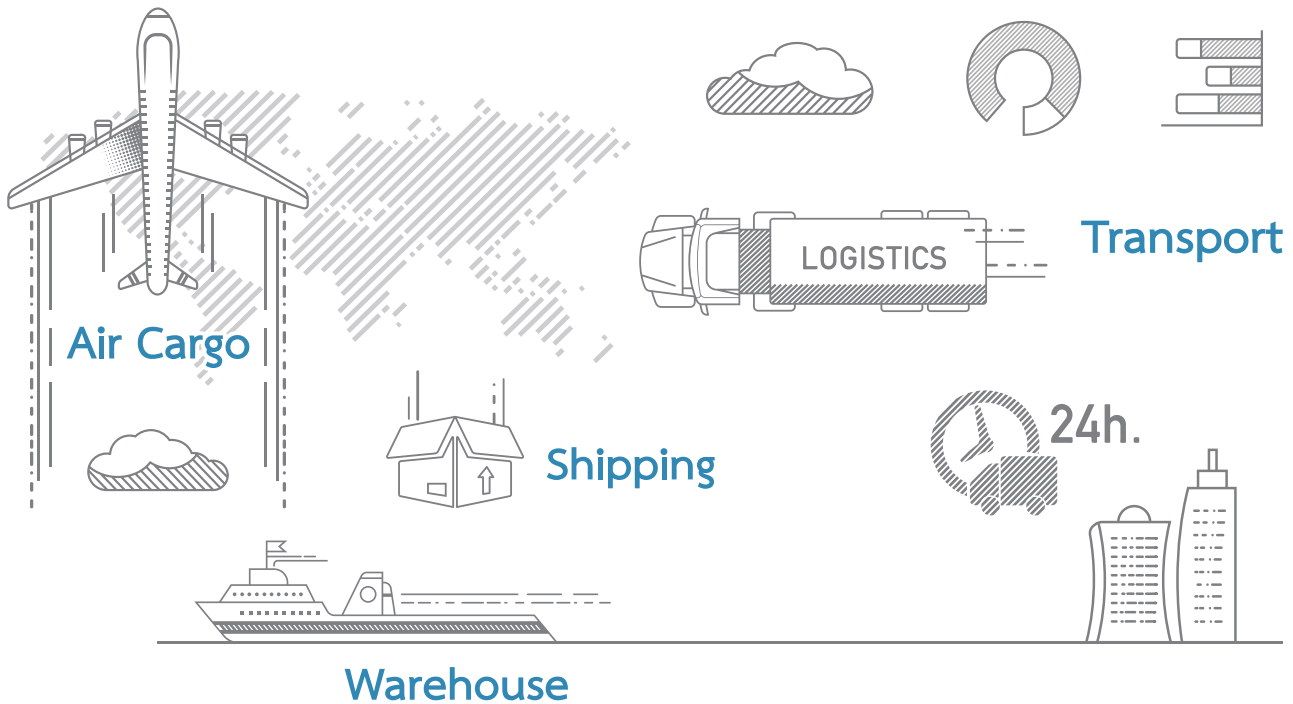 LOGISTICS
Transport
Air Cargo
24h.
Shipping
Warehouse